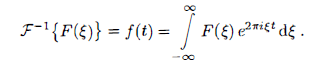 ℱ⁻¹{F(ξ)} = f(t) = ∫_{−∞}^{∞} F(ξ) e^{2πiξt} dξ .